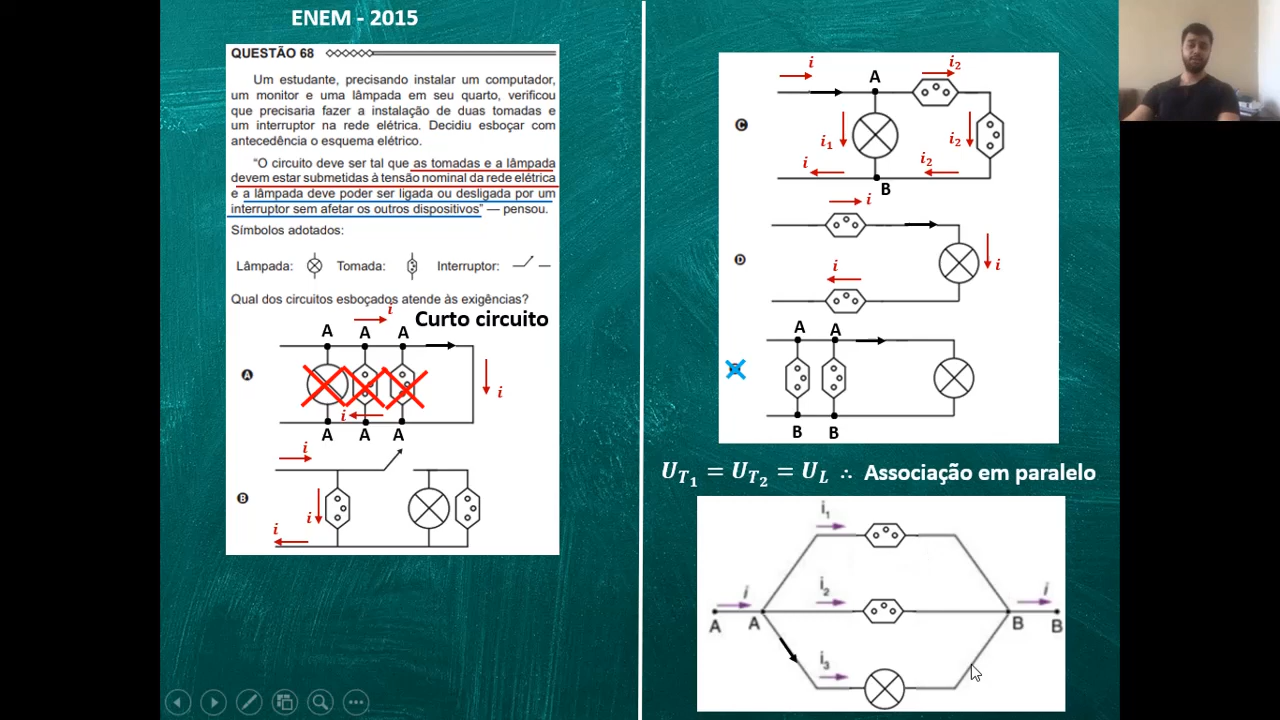 ENEM - 2015
QUESTÃO 68
Um estudante, precisando instalar um computador,
um monitor e uma lâmpada em seu quarto, verificou
que precisaria fazer a instalação de duas tomadas e
um interruptor na rede elétrica. Decidiu esboçar com
antecedência o esquema elétrico.
“O circuito deve ser tal que as tomadas e a lâmpada
devem estar submetidas à tensão nominal da rede elétrica
e a lâmpada deve poder ser ligada ou desligada por um
interruptor sem afetar os outros dispositivos” — pensou.
Símbolos adotados:
Lâmpada: Tomada: Interruptor:
Qual dos circuitos esboçados atende às exigências?
i
Curto circuito
A A A
A
i
i
A A A
i
B
i
i
i i₂
A
C
i₁ i₂
i i₂
B
i
D
i
i
A A
B B
U_T₁ = U_T₂ = U_L ∴ Associação em paralelo
i₁
i i₂ i
A A B B
i₃